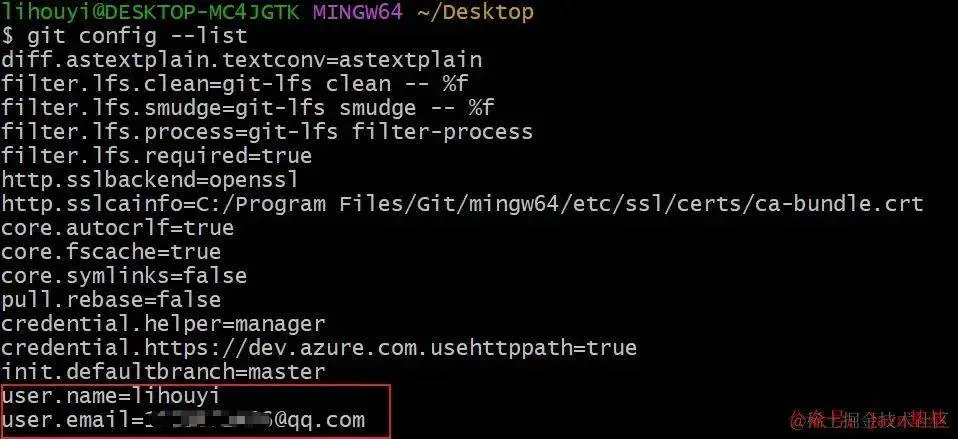 lihouyi@DESKTOP-MC4JGTK MINGW64 ~/Desktop
$ git config --list
diff.astextplain.textconv=astextplain
filter.lfs.clean=git-lfs clean -- %f
filter.lfs.smudge=git-lfs smudge -- %f
filter.lfs.process=git-lfs filter-process
filter.lfs.required=true
http.sslbackend=openssl
http.sslcainfo=C:/Program Files/Git/mingw64/etc/ssl/certs/ca-bundle.crt
core.autocrlf=true
core.fscache=true
core.symlinks=false
pull.rebase=false
credential.helper=manager
credential.https://dev.azure.com.usehttppath=true
init.defaultbranch=master
user.name=lihouyi
user.email=@qq.com
@稀土掘金技术社区